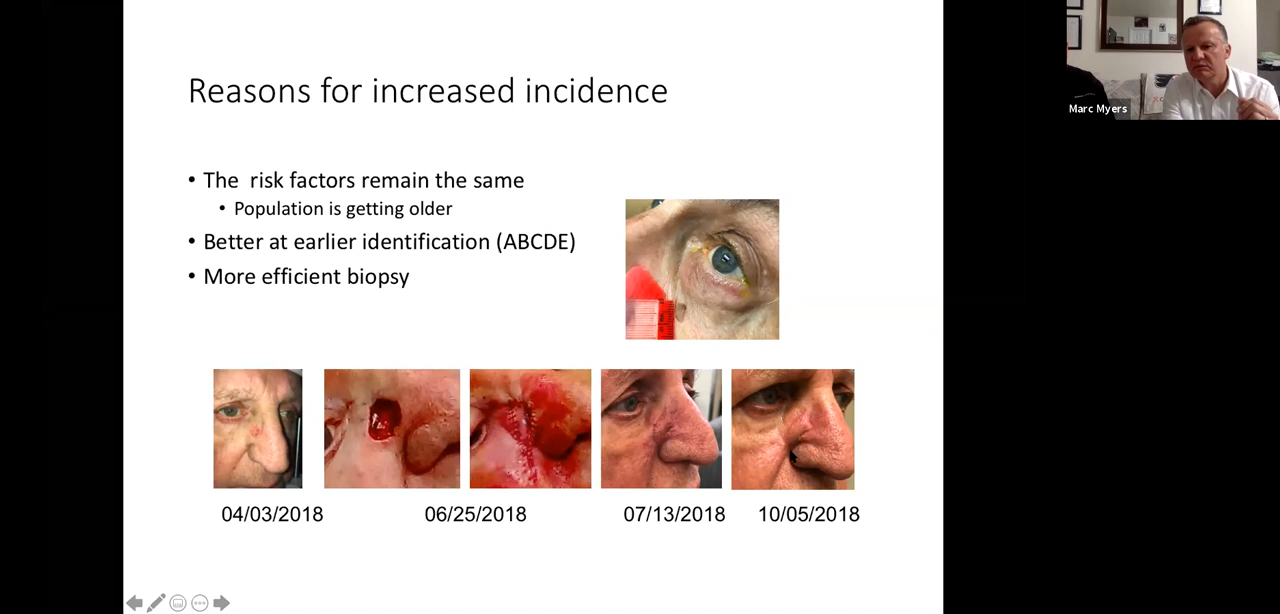 Reasons for increased incidence
• The risk factors remain the same
• Population is getting older
• Better at earlier identification (ABCDE)
• More efficient biopsy
04/03/2018
06/25/2018
07/13/2018
10/05/2018
Marc Myers